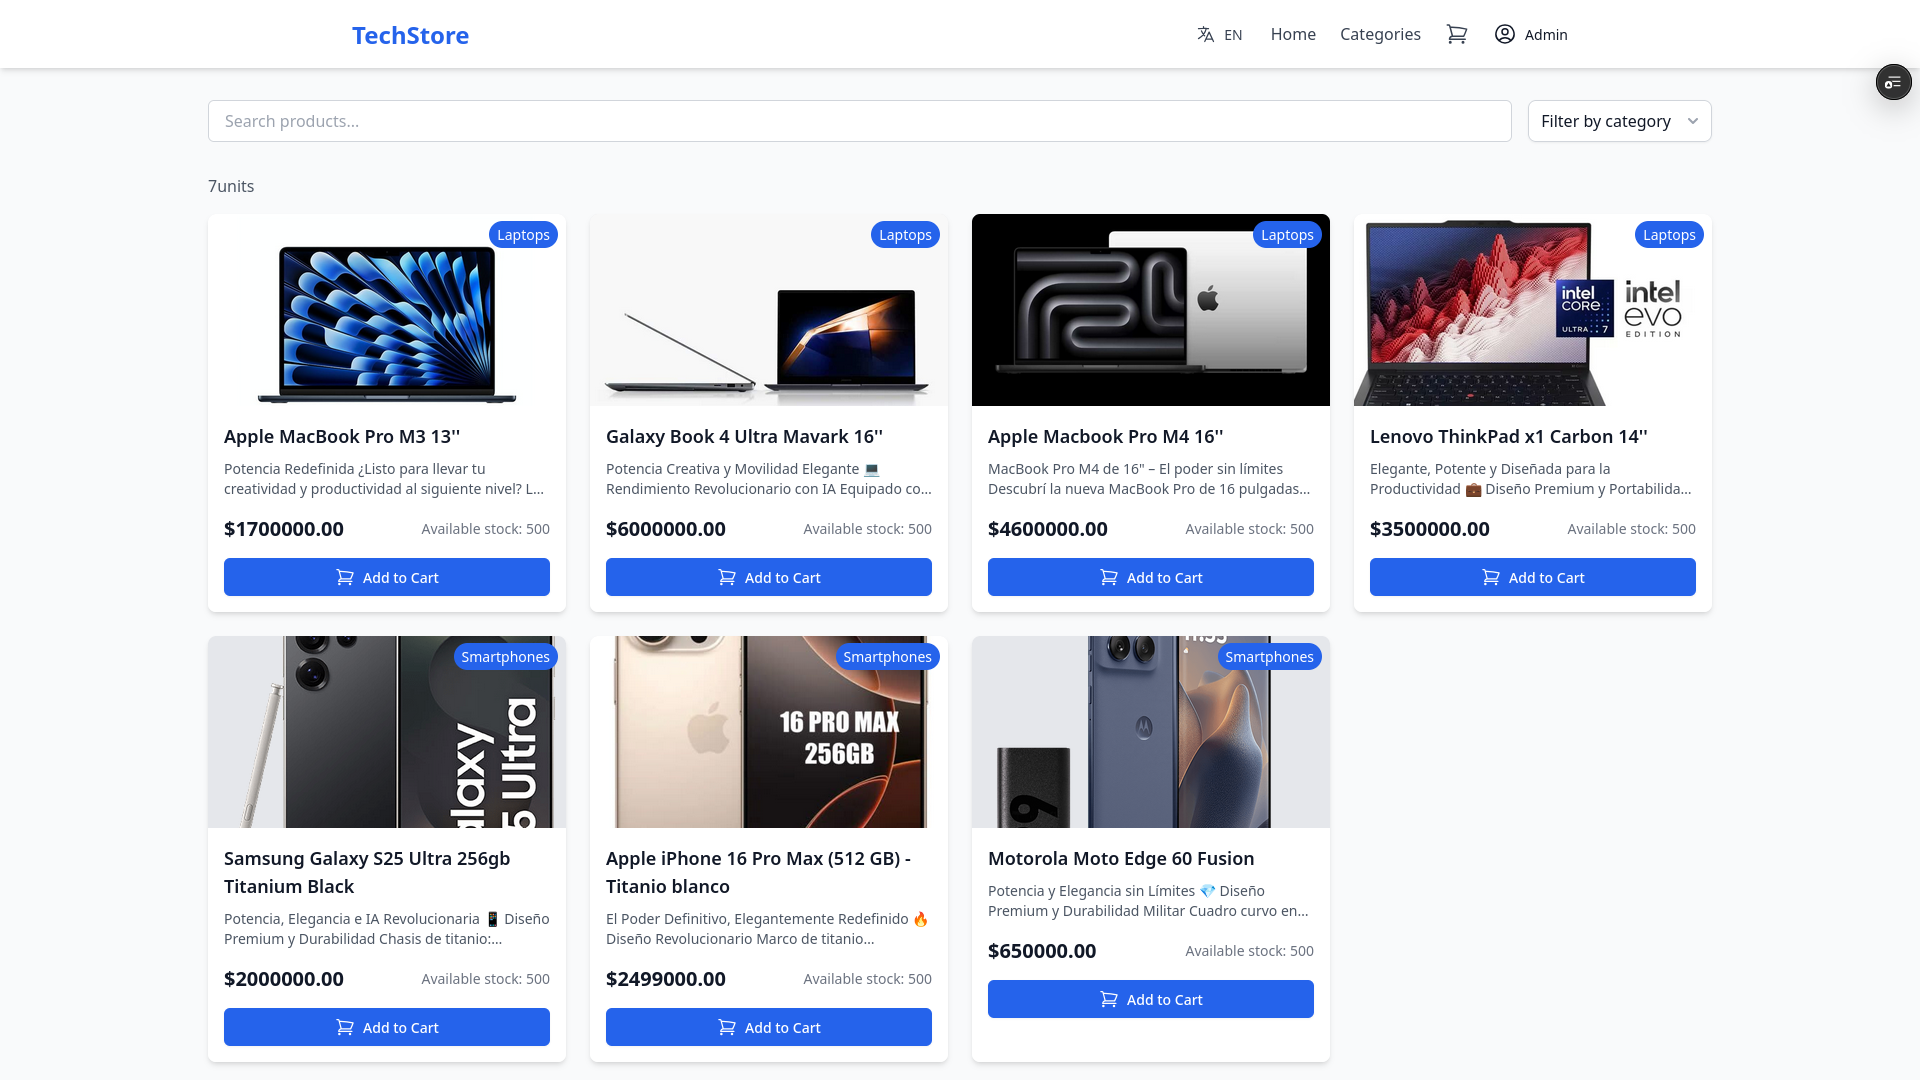 TechStore
EN
Home
Categories
Admin
Search products...
Filter by category
7units
Laptops
Apple MacBook Pro M3 13''
Potencia Redefinida ¿Listo para llevar tu
creatividad y productividad al siguiente nivel? L...
$1700000.00
Available stock: 500
Add to Cart
Laptops
Galaxy Book 4 Ultra Mavark 16''
Potencia Creativa y Movilidad Elegante 💻
Rendimiento Revolucionario con IA Equipado co...
$6000000.00
Available stock: 500
Add to Cart
Laptops
Apple Macbook Pro M4 16''
MacBook Pro M4 de 16" – El poder sin límites
Descubrí la nueva MacBook Pro de 16 pulgadas...
$4600000.00
Available stock: 500
Add to Cart
Laptops
intel
CORE
ULTRA 7
intel
evo
EDITION
Lenovo ThinkPad x1 Carbon 14''
Elegante, Potente y Diseñada para la
Productividad 💼 Diseño Premium y Portabilida...
$3500000.00
Available stock: 500
Add to Cart
Smartphones
alaxy
Ultra
Samsung Galaxy S25 Ultra 256gb
Titanium Black
Potencia, Elegancia e IA Revolucionaria 📱 Diseño
Premium y Durabilidad Chasis de titanio:...
$2000000.00
Available stock: 500
Add to Cart
Smartphones
16 PRO MAX
256GB
Apple iPhone 16 Pro Max (512 GB) -
Titanio blanco
El Poder Definitivo, Elegantemente Redefinido 🔥
Diseño Revolucionario Marco de titanio...
$2499000.00
Available stock: 500
Add to Cart
Smartphones
Motorola Moto Edge 60 Fusion
Potencia y Elegancia sin Límites 💎 Diseño
Premium y Durabilidad Militar Cuadro curvo en...
$650000.00
Available stock: 500
Add to Cart